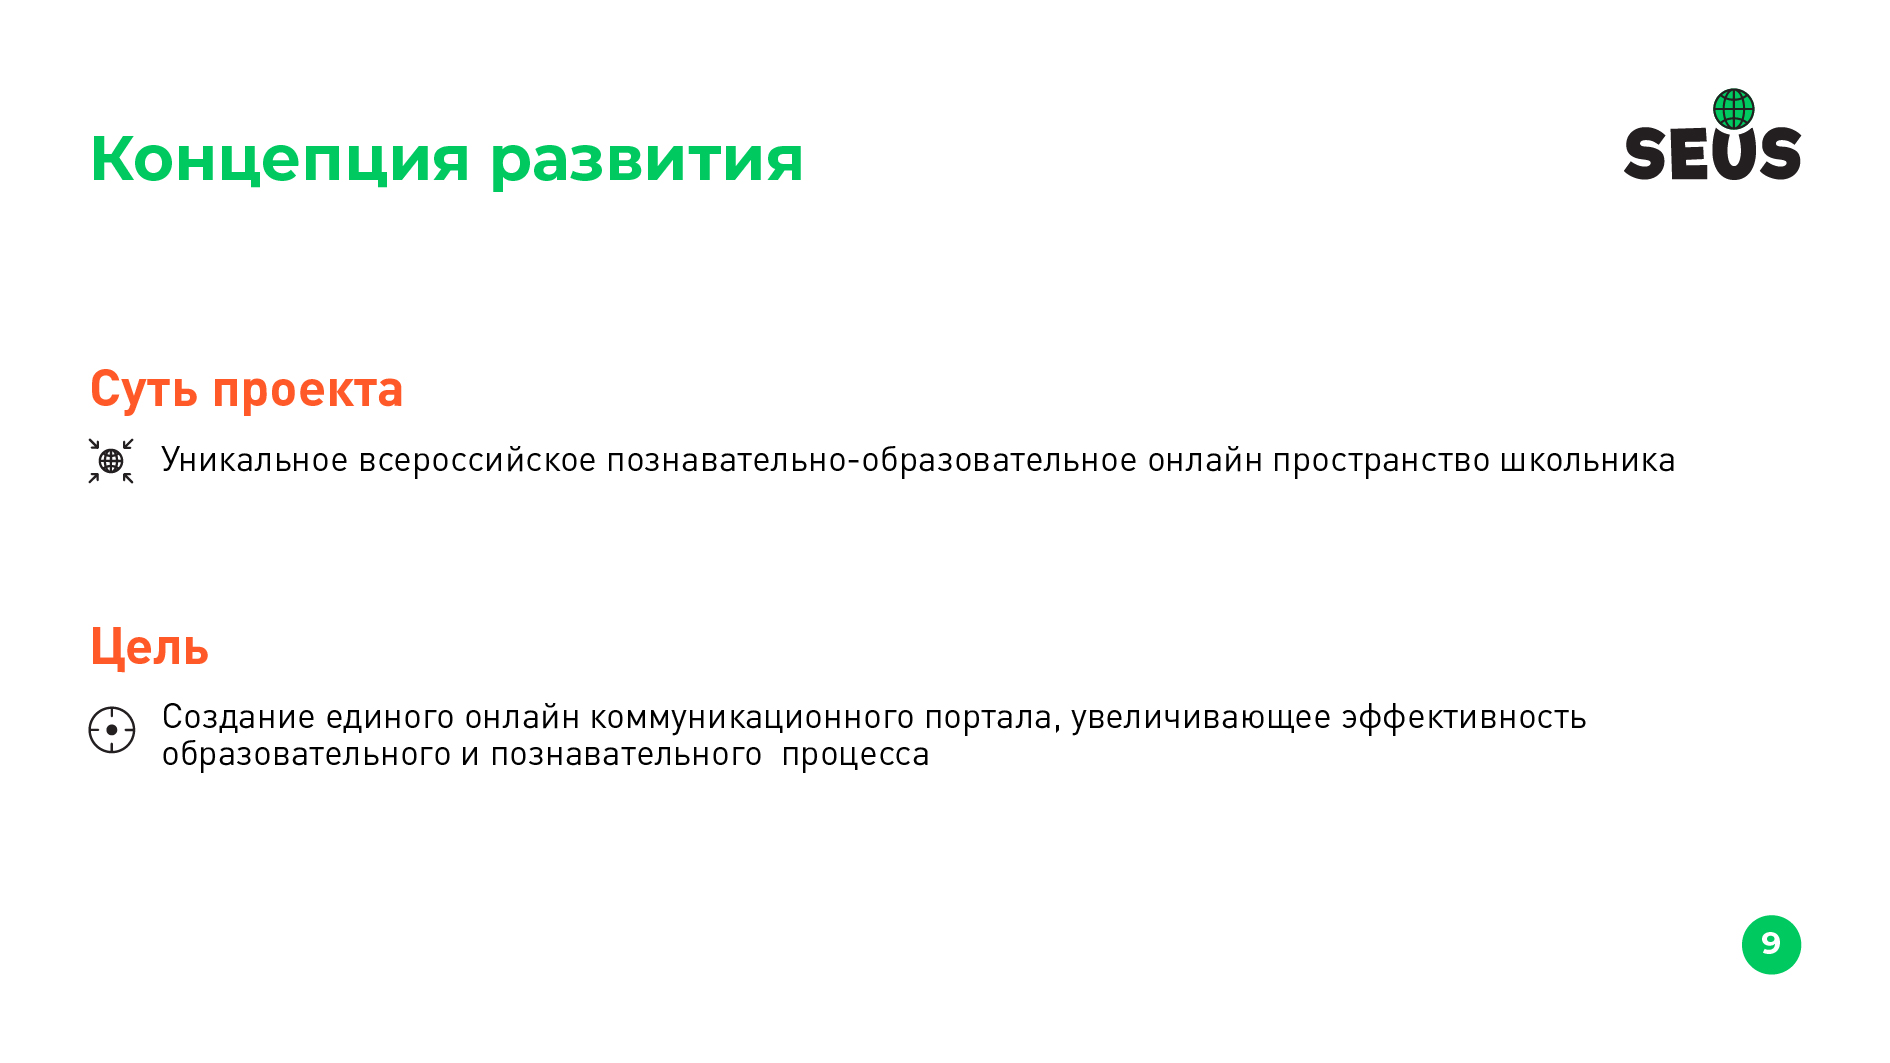 Концепция развития
SEUS
Суть проекта
Уникальное всероссийское познавательно-образовательное онлайн пространство школьника
Цель
Создание единого онлайн коммуникационного портала, увеличивающее эффективность
образовательного и познавательного  процесса
9